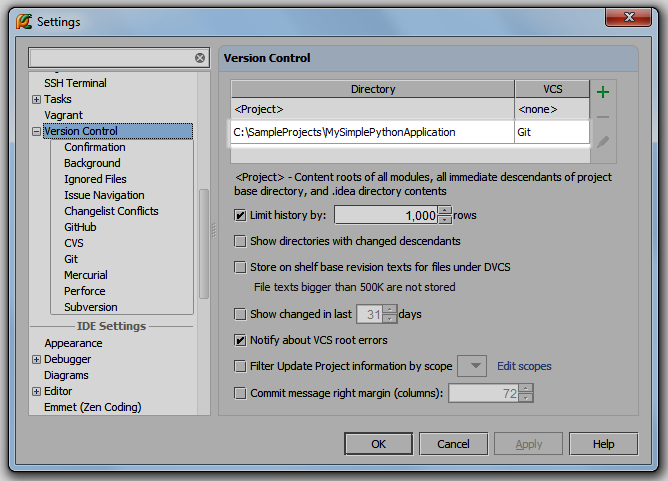 Settings
SSH Terminal
Tasks
Vagrant
Version Control
Confirmation
Background
Ignored Files
Issue Navigation
Changelist Conflicts
GitHub
CVS
Git
Mercurial
Perforce
Subversion
IDE Settings
Appearance
Debugger
Diagrams
Editor
Emmet (Zen Coding)
Version Control
Directory VCS
<Project> <none>
C:\SampleProjects\MySimplePythonApplication Git
<Project> - Content roots of all modules, all immediate descendants of project
base directory, and .idea directory contents
Limit history by: 1,000 rows
Show directories with changed descendants
Store on shelf base revision texts for files under DVCS
File texts bigger than 500K are not stored
Show changed in last 31 days
Notify about VCS root errors
Filter Update Project information by scope Edit scopes
Commit message right margin (columns): 72
OK Cancel Apply Help